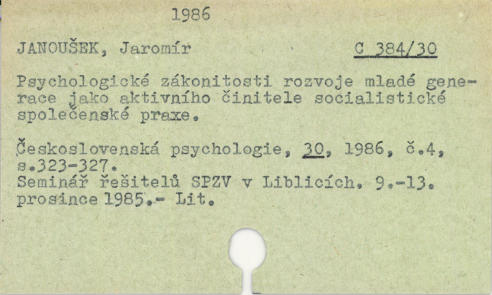 1986
JANOUŠEK, Jaromír C 384/30
Psychologické zákonitosti rozvoje mladé gene-
race jako aktivního činitele socialistické
společenské praxe.
Československá psychologie, 30, 1986, č.4,
s.323-327.
Seminář řešitelů SPZV v Liblicích. 9.-13.
prosince 1985.- Lit.